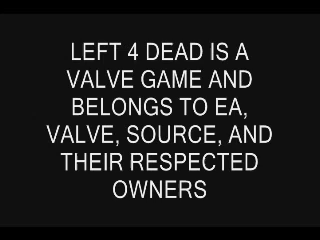 LEFT 4 DEAD IS A
VALVE GAME AND
BELONGS TO EA,
VALVE, SOURCE, AND
THEIR RESPECTED
OWNERS